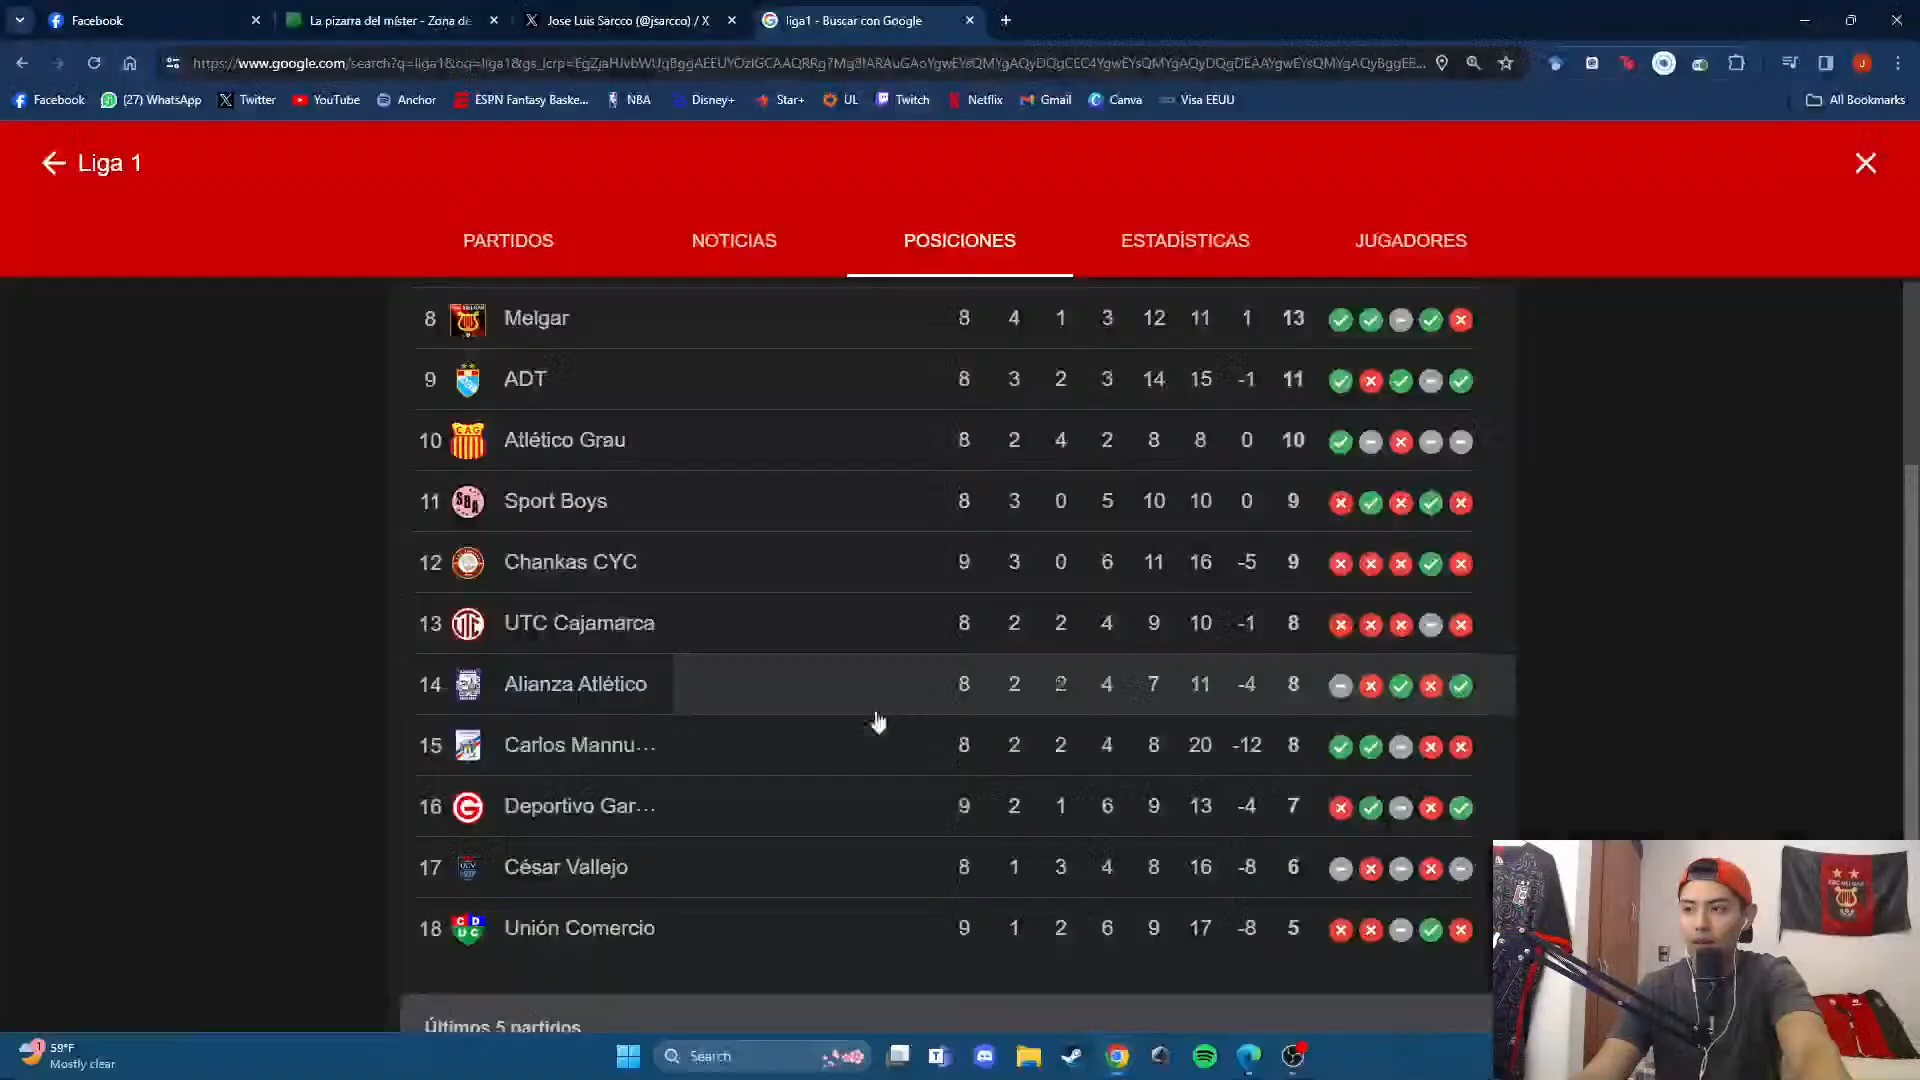 Facebook
La pizarra del míster - Zona de
Jose Luis Sarcco (@jsarcco) / X
liga1 - Buscar con Google
Facebook
(27) WhatsApp
Twitter
YouTube
Anchor
ESPN Fantasy Baske...
NBA
Disney+
Star+
UL
Twitch
Netflix
Gmail
Canva
Visa EEUU
All Bookmarks
Liga 1
PARTIDOS
NOTICIAS
POSICIONES
ESTADÍSTICAS
JUGADORES
8 Melgar 8 4 1 3 12 11 1 13
9 ADT 8 3 2 3 14 15 -1 11
10 Atlético Grau 8 2 4 2 8 8 0 10
11 Sport Boys 8 3 0 5 10 10 0 9
12 Chankas CYC 9 3 0 6 11 16 -5 9
13 UTC Cajamarca 8 2 2 4 9 10 -1 8
14 Alianza Atlético 8 2 2 4 7 11 -4 8
15 Carlos Mannu... 8 2 2 4 8 20 -12 8
16 Deportivo Gar... 9 2 1 6 9 13 -4 7
17 César Vallejo 8 1 3 4 8 16 -8 6
18 Unión Comercio 9 1 2 6 9 17 -8 5
Últimos 5 partidos
59°F
Mostly clear
Search